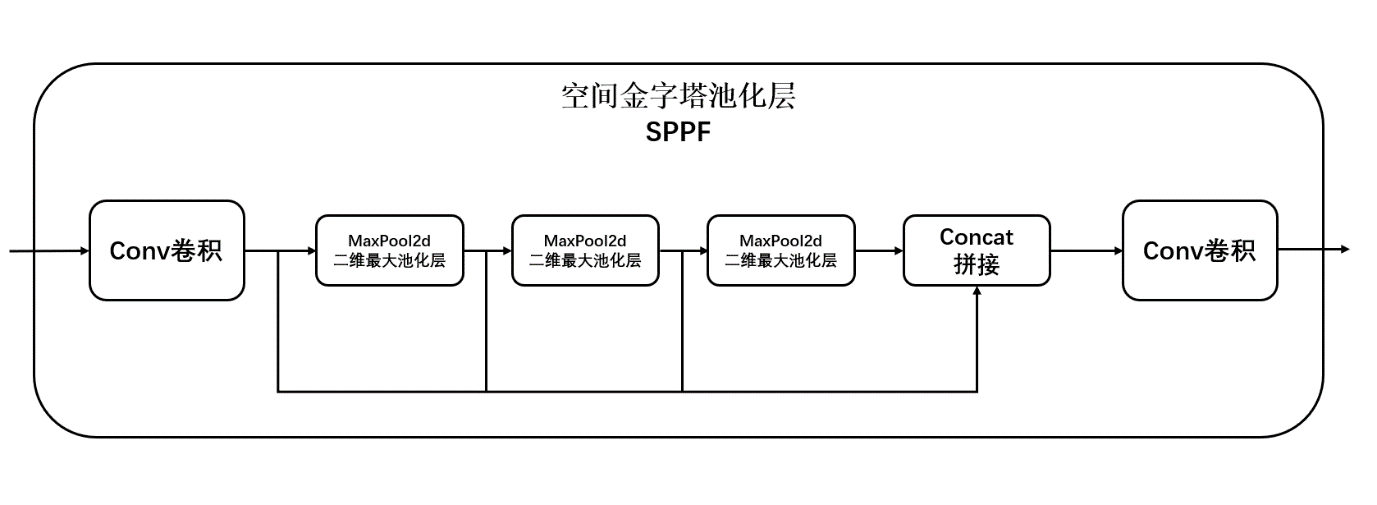 空间金字塔池化层
SPPF
Conv卷积
MaxPool2d
二维最大池化层
MaxPool2d
二维最大池化层
MaxPool2d
二维最大池化层
Concat
拼接
Conv卷积